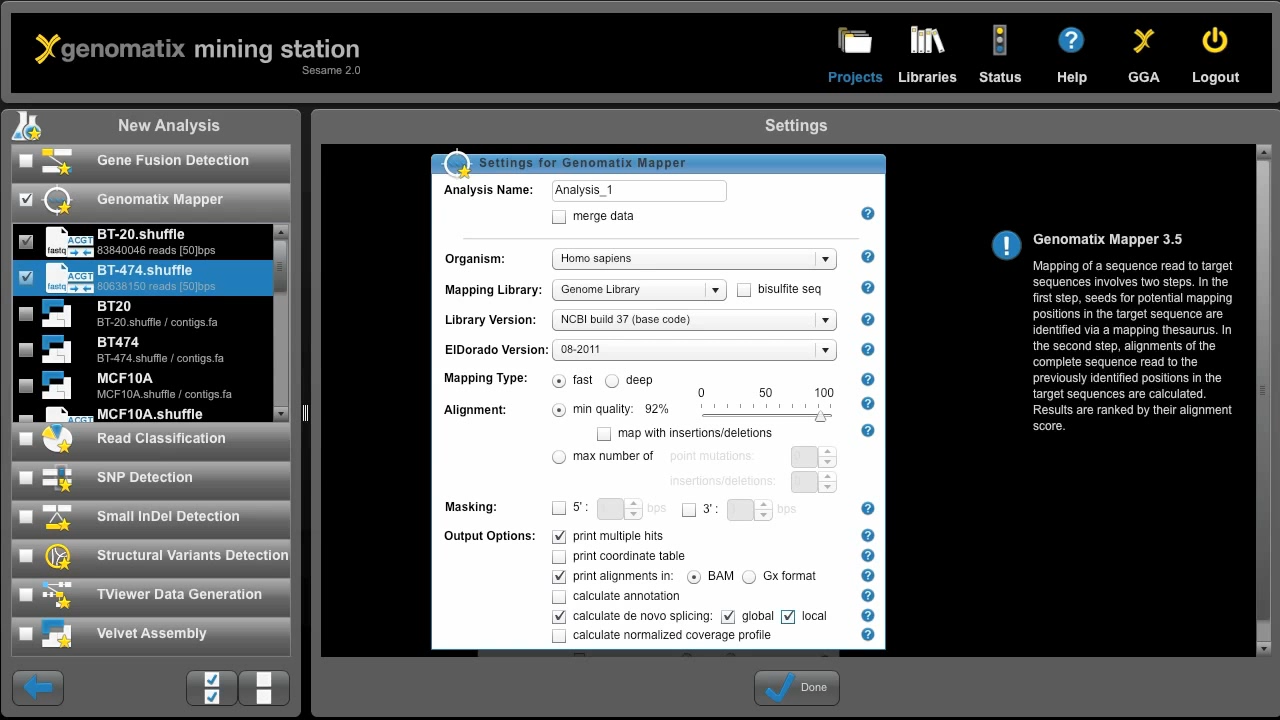 genomatix mining station
Sesame 2.0
Projects
Libraries
Status
Help
GGA
Logout
New Analysis
Gene Fusion Detection
Genomatix Mapper
BT-20.shuffle
83840046 reads [50]bps
BT-474.shuffle
80638150 reads [50]bps
BT20
BT-20.shuffle / contigs.fa
BT474
BT-474.shuffle / contigs.fa
MCF10A
MCF10A.shuffle / contigs.fa
MCF10A.shuffle
fastq
ACGT
fastq
ACGT
ACGT
Read Classification
SNP Detection
Small InDel Detection
Structural Variants Detection
TViewer Data Generation
Velvet Assembly
Settings
Settings for Genomatix Mapper
Analysis Name: Analysis_1
merge data
Organism: Homo sapiens
Mapping Library: Genome Library bisulfite seq
Library Version: NCBI build 37 (base code)
ElDorado Version: 08-2011
Mapping Type: fast deep
0 50 100
Alignment: min quality: 92%
map with insertions/deletions
max number of point mutations:
insertions/deletions:
Masking: 5' : bps 3' : bps
Output Options: print multiple hits
print coordinate table
print alignments in: BAM Gx format
calculate annotation
calculate de novo splicing: global local
calculate normalized coverage profile
Genomatix Mapper 3.5
Mapping of a sequence read to target
sequences involves two steps. In the
first step, seeds for potential mapping
positions in the target sequence are
identified via a mapping thesaurus. In
the second step, alignments of the
complete sequence read to the
previously identified positions in the
target sequences are calculated.
Results are ranked by their alignment
score.
Done